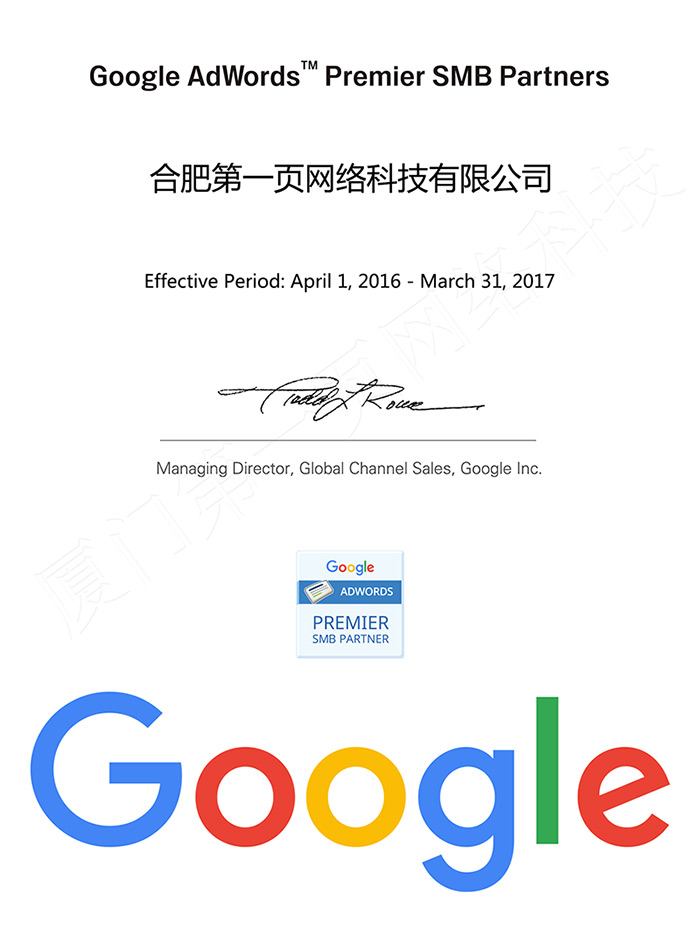 Google AdWords™ Premier SMB Partners
合肥第一页网络科技有限公司
Effective Period: April 1, 2016 - March 31, 2017
Todd L Rowe
Managing Director, Global Channel Sales, Google Inc.
厦门第一页网络科技
Google
ADWORDS
PREMIER
SMB PARTNER
Google